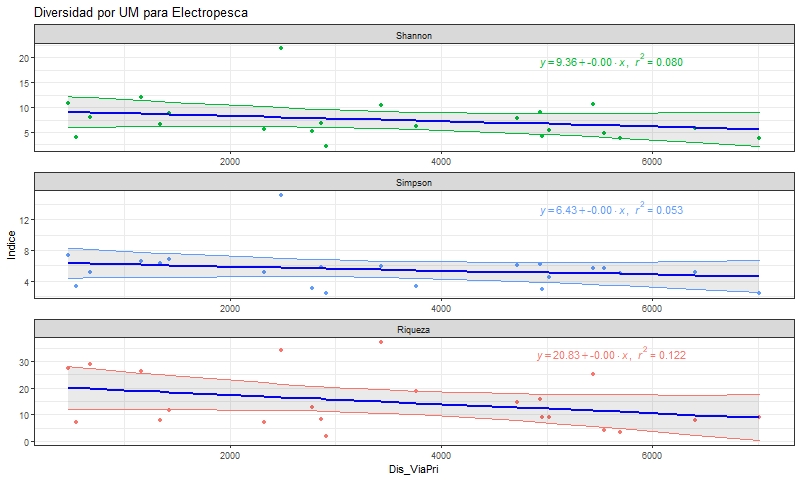 Diversidad por UM para Electropesca
Shannon
y = 9.36 + -0.00 · x, r² = 0.080
20
15
10
5
2000 4000 6000
Simpson
y = 6.43 + -0.00 · x, r² = 0.053
12
8
4
2000 4000 6000
Riqueza
y = 20.83 + -0.00 · x, r² = 0.122
30
20
10
0
2000 4000 6000
Indice
Dis_ViaPri